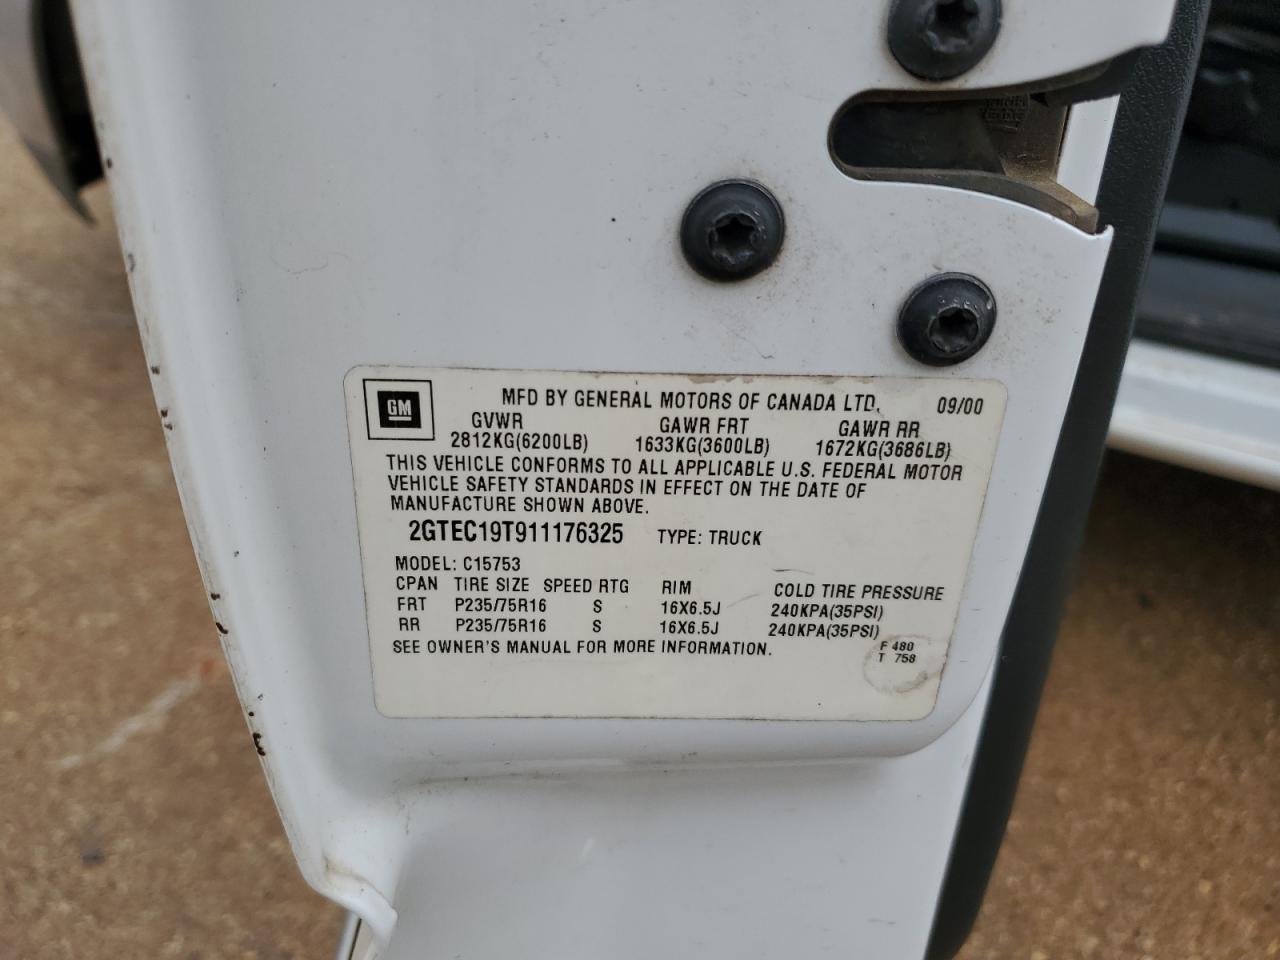 GM
MFD BY GENERAL MOTORS OF CANADA LTD. 09/00
GVWR GAWR FRT GAWR RR
2812KG(6200LB) 1633KG(3600LB) 1672KG(3686LB)
THIS VEHICLE CONFORMS TO ALL APPLICABLE U.S. FEDERAL MOTOR
VEHICLE SAFETY STANDARDS IN EFFECT ON THE DATE OF
MANUFACTURE SHOWN ABOVE.
2GTEC19T911176325 TYPE: TRUCK
MODEL: C15753
CPAN TIRE SIZE SPEED RTG RIM COLD TIRE PRESSURE
FRT P235/75R16 S 16X6.5J 240KPA(35PSI)
RR P235/75R16 S 16X6.5J 240KPA(35PSI)
SEE OWNER'S MANUAL FOR MORE INFORMATION.
F 480
T 758